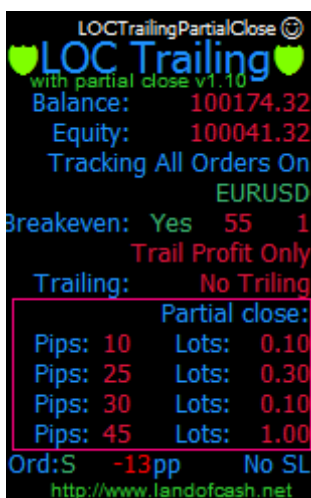 LOCTrailingPartialClose
LOC Trailing
with partial close v1.10
Balance: 100174.32
Equity: 100041.32
Tracking All Orders On
EURUSD
Breakeven: Yes 55 1
Trail Profit Only
Trailing: No Triling
Partial close:
Pips: 10 Lots: 0.10
Pips: 25 Lots: 0.30
Pips: 30 Lots: 0.10
Pips: 45 Lots: 1.00
Ord:S -13pp No SL
http://www.landofcash.net